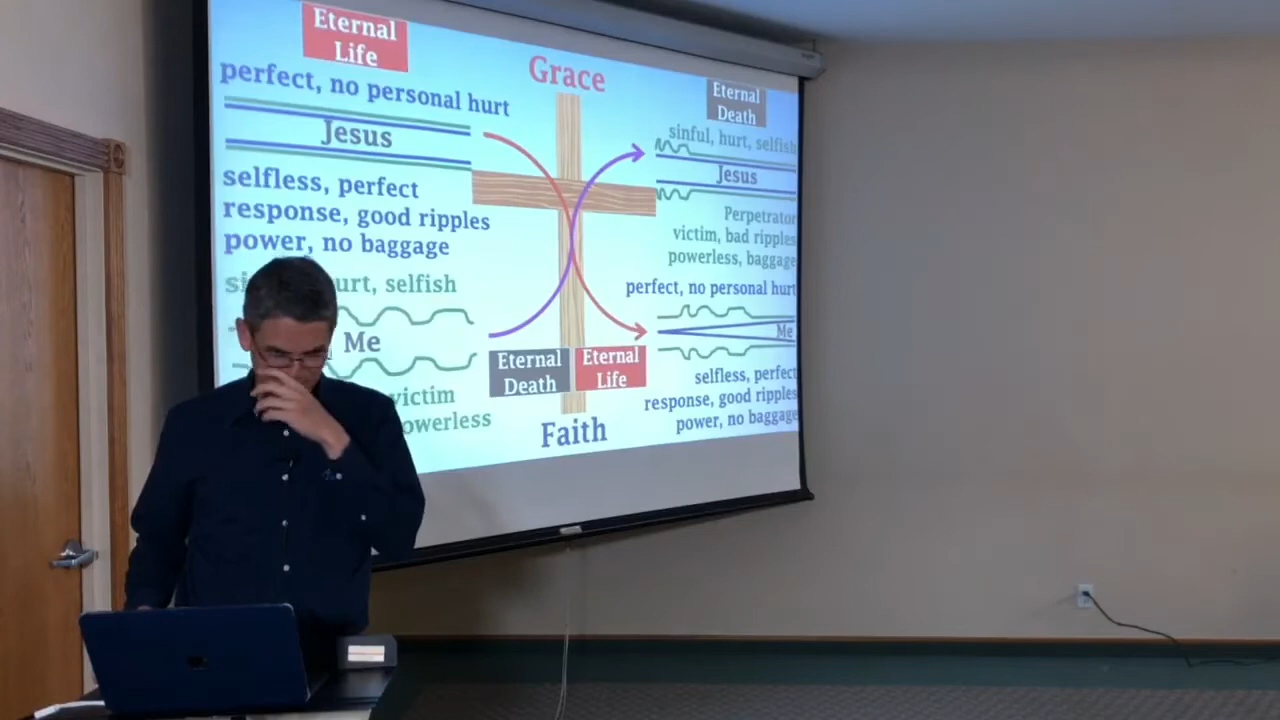 Eternal
Life
perfect, no personal hurt
Jesus
selfless, perfect
response, good ripples
power, no baggage
hurt, selfish
Me
victim
powerless
Grace
Eternal
Death
Eternal
Life
Faith
Eternal
Death
sinful, hurt, selfish
Jesus
Perpetrator
victim, bad ripples
powerless, baggage
perfect, no personal hurt
Me
selfless, perfect
response, good ripples
power, no baggage